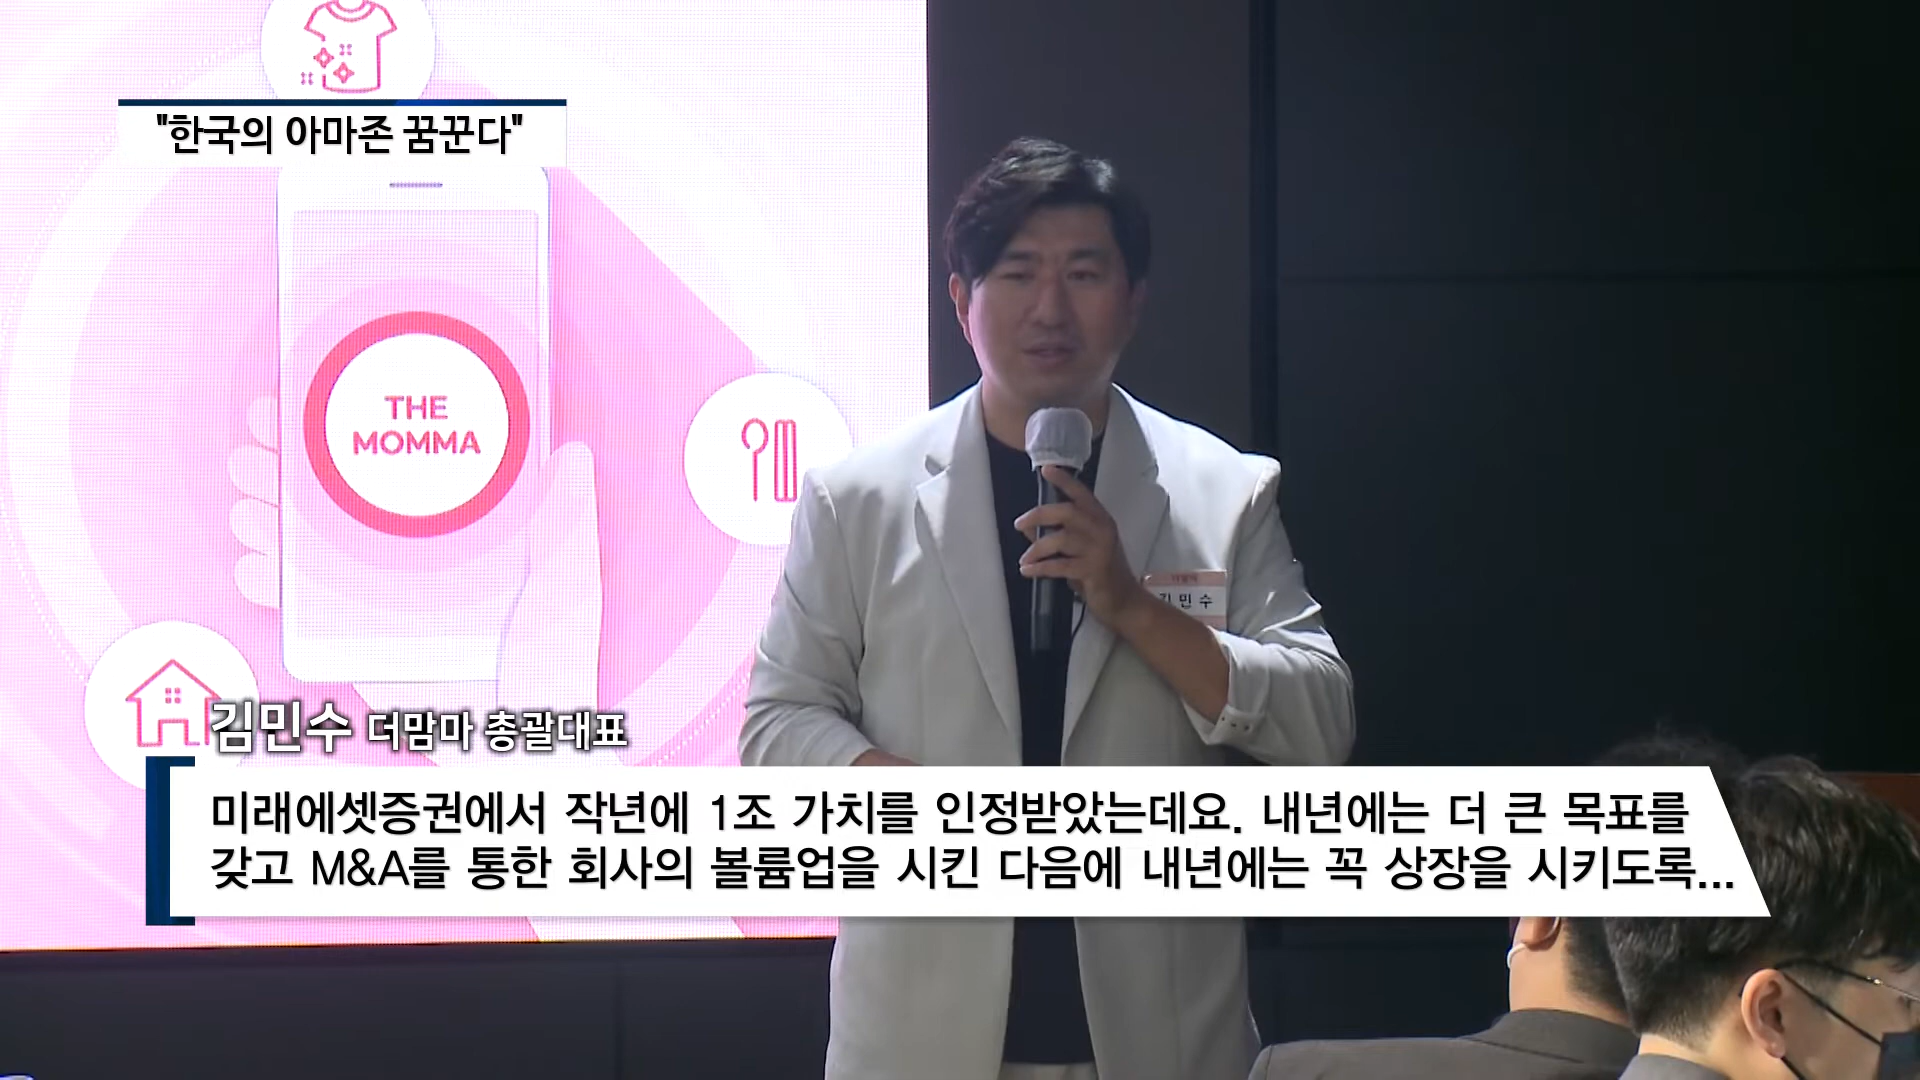 "한국의 아마존 꿈꾼다"
THE
MOMMA
김민수
김민수 더맘마 총괄대표
미래에셋증권에서 작년에 1조 가치를 인정받았는데요. 내년에는 더 큰 목표를
갖고 M&A를 통한 회사의 볼륨업을 시킨 다음에 내년에는 꼭 상장을 시키도록...